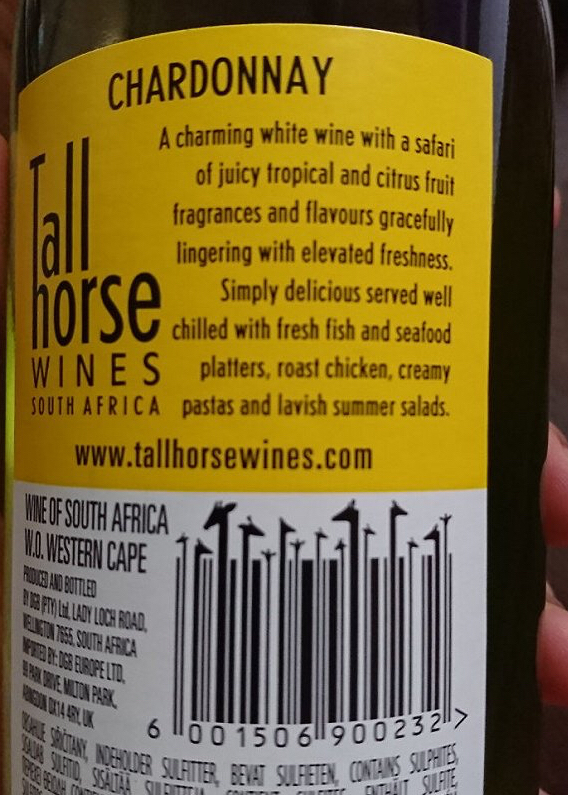 CHARDONNAY
A charming white wine with a safari
of juicy tropical and citrus fruit
fragrances and flavours gracefully
lingering with elevated freshness.
Simply delicious served well
chilled with fresh fish and seafood
platters, roast chicken, creamy
pastas and lavish summer salads.
Tall
horse
WINES
SOUTH AFRICA
www.tallhorsewines.com
WINE OF SOUTH AFRICA
W.O. WESTERN CAPE
PRODUCED AND BOTTLED
BY DGB (PTY) Ltd, LADY LOCH ROAD,
WELLINGTON 7655, SOUTH AFRICA
IMPORTED BY: DGB EUROPE LTD,
PARK DRIVE, MILTON PARK,
ABINGDON OX14 4RY, UK
6 001506 900232 >
OBSAHUJE SIŘIČITANY, INDEHOLDER SULFITTER, BEVAT SULFIETEN, CONTAINS SULPHITES,
SISÄLTÄÄ ENTHÄLT SULFITE,